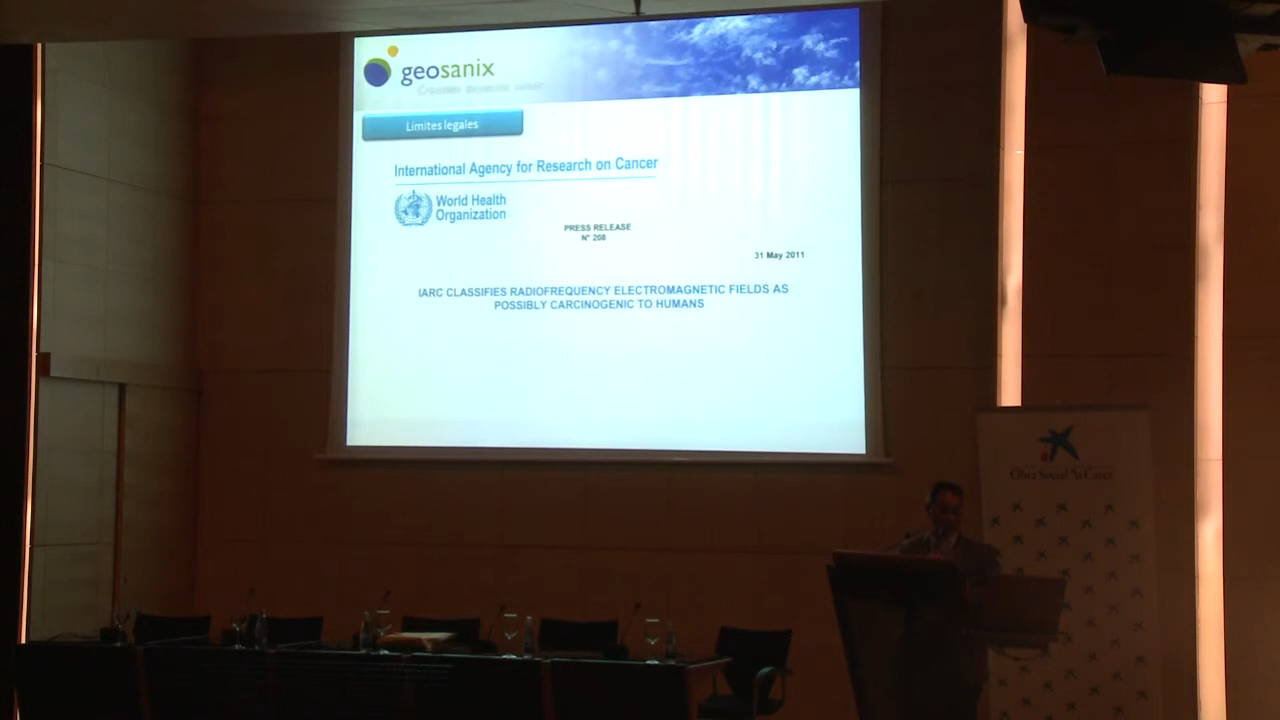 geosanix
Limites legales
International Agency for Research on Cancer
World Health
Organization
PRESS RELEASE
N° 208
31 May 2011
IARC CLASSIFIES RADIOFREQUENCY ELECTROMAGNETIC FIELDS AS
POSSIBLY CARCINOGENIC TO HUMANS
Obra Social "la Caixa"